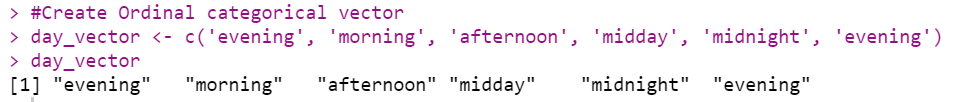 > #Create Ordinal categorical vector
> day_vector <- c('evening', 'morning', 'afternoon', 'midday', 'midnight', 'evening')
> day_vector
[1] "evening"   "morning"   "afternoon" "midday"    "midnight"  "evening"